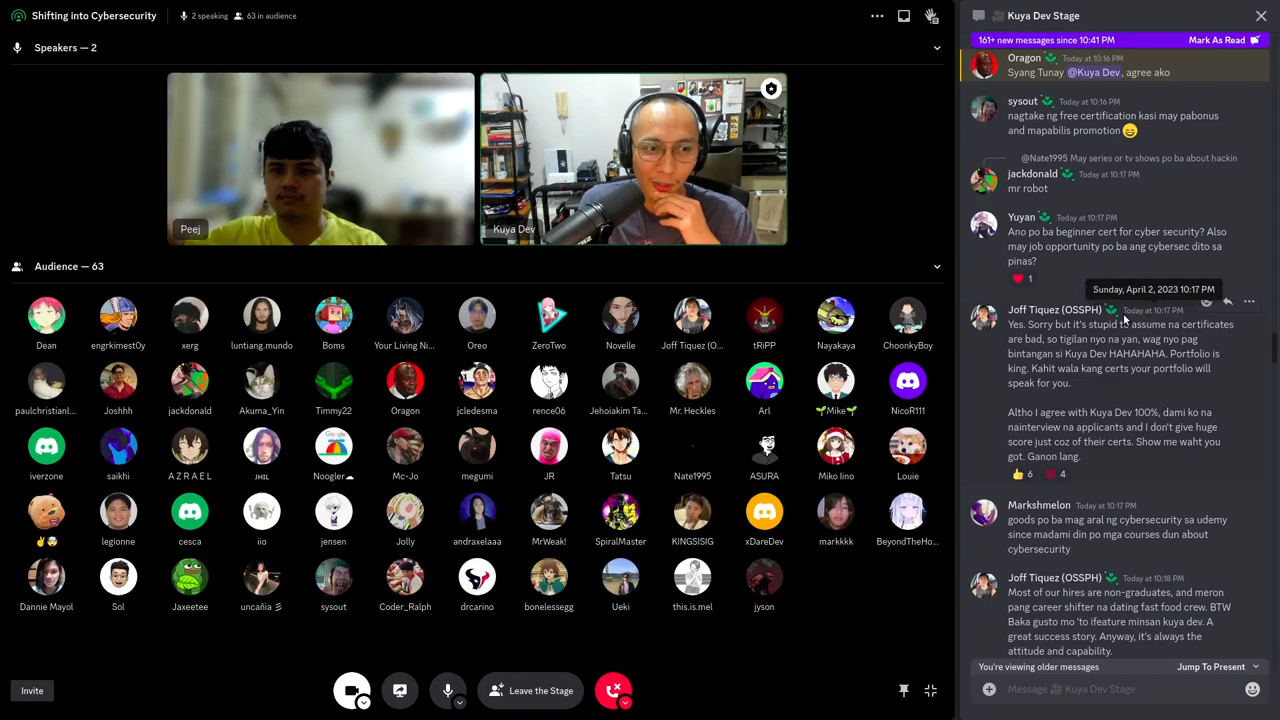 Shifting into Cybersecurity
2 speaking
63 in audience
Speakers — 2
Peej
Kuya Dev
Audience — 63
Dean
engrkimest0y
xerg
luntiang.mundo
Boms
Your Living Ni...
Oreo
ZeroTwo
Novelle
Joff Tiquez (O...
tRiPP
Nayakaya
ChoonkyBoy
paulchristianl...
Joshhh
jackdonald
Akuma_Yin
Timmy22
Oragon
jcledesma
rence06
Jehoiakim Ta...
Mr. Heckles
Arl
🌱Mike🌱
NicoR111
iverzone
saikhi
A Z R A E L
ᴊʜɪʟ
Google
Noogler☁
Mc-Jo
megumi
JR
Tatsu
Nate1995
ASURA
Miko Iino
Louie
✌🤯
legionne
cesca
iio
jensen
Jolly
andraxelaaa
MrWeak!
SpiralMaster
KINGSISIG
xDareDev
markkkk
BeyondTheHo...
Dannie Mayol
Sol
Jaxeetee
uncañia 彡
sysout
Coder_Ralph
drcarino
bonelessegg
Ueki
this.is.mel
jyson
Invite
Leave the Stage
Kuya Dev Stage
161+ new messages since 10:41 PM
Mark As Read
Oragon Today at 10:16 PM
Syang Tunay @Kuya Dev, agree ako
sysout Today at 10:16 PM
nagtake ng free certification kasi may pabonus
and mapabilis promotion 😄
@Nate1995 May series or tv shows po ba about hackin
jackdonald Today at 10:17 PM
mr robot
Yuyan Today at 10:17 PM
Ano po ba beginner cert for cyber security? Also
may job opportunity po ba ang cybersec dito sa
pinas?
❤ 1
Sunday, April 2, 2023 10:17 PM
Joff Tiquez (OSSPH) Today at 10:17 PM
Yes. Sorry but it's stupid to assume na certificates
are bad, so tigilan nyo na yan, wag nyo pag
bintangan si Kuya Dev HAHAHAHA. Portfolio is
king. Kahit wala kang certs your portfolio will
speak for you.
Altho I agree with Kuya Dev 100%, dami ko na
nainterview na applicants and I don't give huge
score just coz of their certs. Show me waht you
got. Ganon lang.
👍 6
4
Markshmelon Today at 10:17 PM
goods po ba mag aral ng cybersecurity sa udemy
since madami din po mga courses dun about
cybersecurity
Joff Tiquez (OSSPH) Today at 10:18 PM
Most of our hires are non-graduates, and meron
pang career shifter na dating fast food crew. BTW
Baka gusto mo 'to ifeature minsan kuya dev. A
great success story. Anyway, it's always the
attitude and capability.
You're viewing older messages
Jump To Present
Message 🎥 Kuya Dev Stage